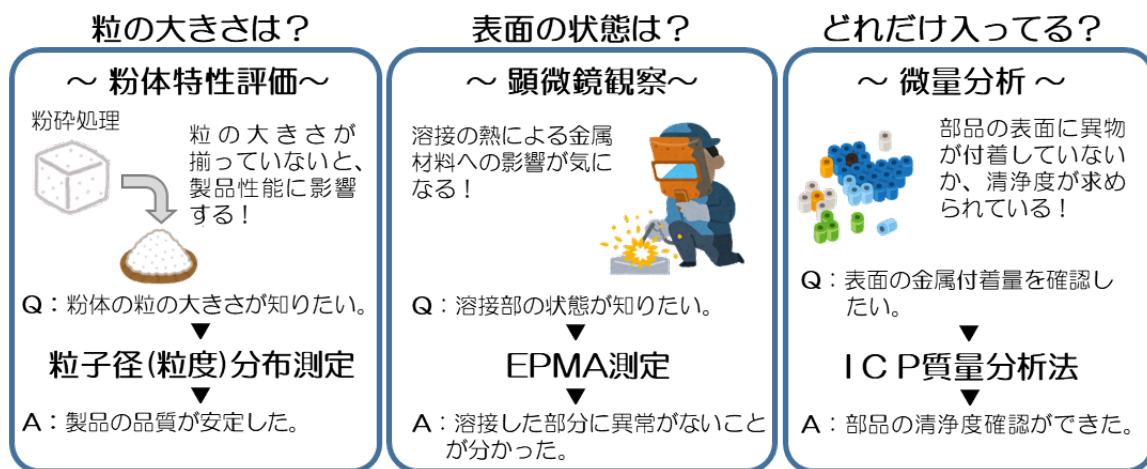 粒の大きさは？
～ 粉体特性評価～
粉砕処理
粒の大きさが
揃っていないと、
製品性能に影響
する！
Q：粉体の粒の大きさが知りたい。
▼
粒子径(粒度)分布測定
▼
A：製品の品質が安定した。
表面の状態は？
～ 顕微鏡観察～
溶接の熱による金属
材料への影響が気に
なる！
Q：溶接部の状態が知りたい。
▼
EPMA測定
▼
A：溶接した部分に異常がないこと
が分かった。
どれだけ入ってる？
～ 微量分析 ～
部品の表面に異物
が付着していない
か、清浄度が求め
られている！
Q：表面の金属付着量を確認し
たい。
▼
ＩＣＰ質量分析法
▼
A：部品の清浄度確認ができた。